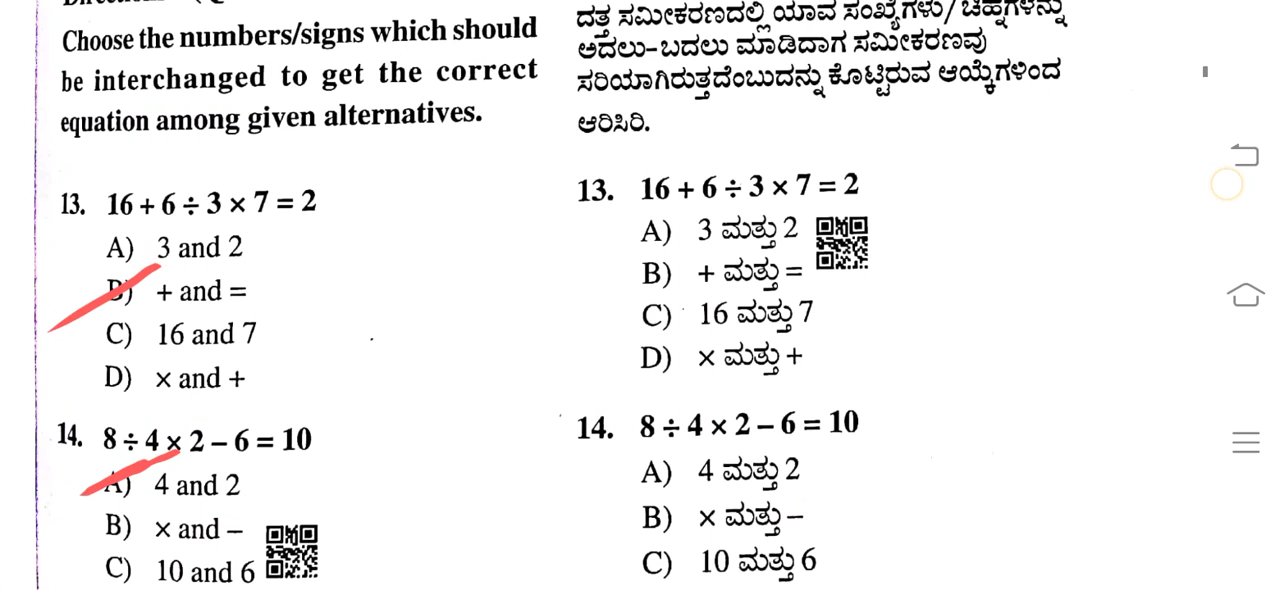 Choose the numbers/signs which should
be interchanged to get the correct
equation among given alternatives.
13. 16 + 6 ÷ 3 × 7 = 2
A) 3 and 2
B) + and =
C) 16 and 7
D) × and +
14. 8 ÷ 4 × 2 – 6 = 10
A) 4 and 2
B) × and –
C) 10 and 6
ದತ್ತ ಸಮೀಕರಣದಲ್ಲಿ ಯಾವ ಸಂಖ್ಯೆಗಳು/ಚಿಹ್ನೆಗಳನ್ನು
ಅದಲು-ಬದಲು ಮಾಡಿದಾಗ ಸಮೀಕರಣವು
ಸರಿಯಾಗಿರುತ್ತದೆಂಬುದನ್ನು ಕೊಟ್ಟಿರುವ ಆಯ್ಕೆಗಳಿಂದ
ಆರಿಸಿರಿ.
13. 16 + 6 ÷ 3 × 7 = 2
A) 3 ಮತ್ತು 2
B) + ಮತ್ತು =
C) 16 ಮತ್ತು 7
D) × ಮತ್ತು +
14. 8 ÷ 4 × 2 – 6 = 10
A) 4 ಮತ್ತು 2
B) × ಮತ್ತು –
C) 10 ಮತ್ತು 6